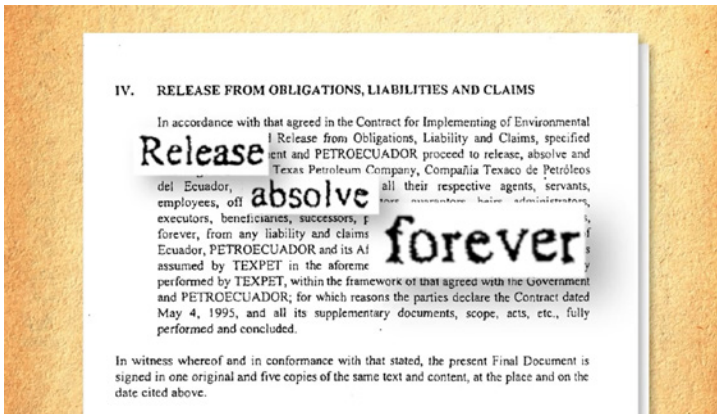 IV. RELEASE FROM OBLIGATIONS, LIABILITIES AND CLAIMS
In accordance with that agreed in the Contract for Implementing of Environmental
Release from Obligations, Liability and Claims, specified
Release
ent and PETROECUADOR proceed to release, absolve and
Texas Petroleum Company, Compañia Texaco de Petróleos
del Ecuador, all their respective agents, servants,
absolve
employees, guarantors, heirs, administrators,
executors, beneficiaries, successors,
forever, from any liability and claims
forever
Ecuador, PETROECUADOR and its
assumed by TEXPET in the
performed by TEXPET, within the framework of that agreed with the Government
and PETROECUADOR; for which reasons the parties declare the Contract dated
May 4, 1995, and all its supplementary documents, scope, acts, etc., fully
performed and concluded.
In witness whereof and in conformance with that stated, the present Final Document is
signed in one original and five copies of the same text and content, at the place and on the
date cited above.